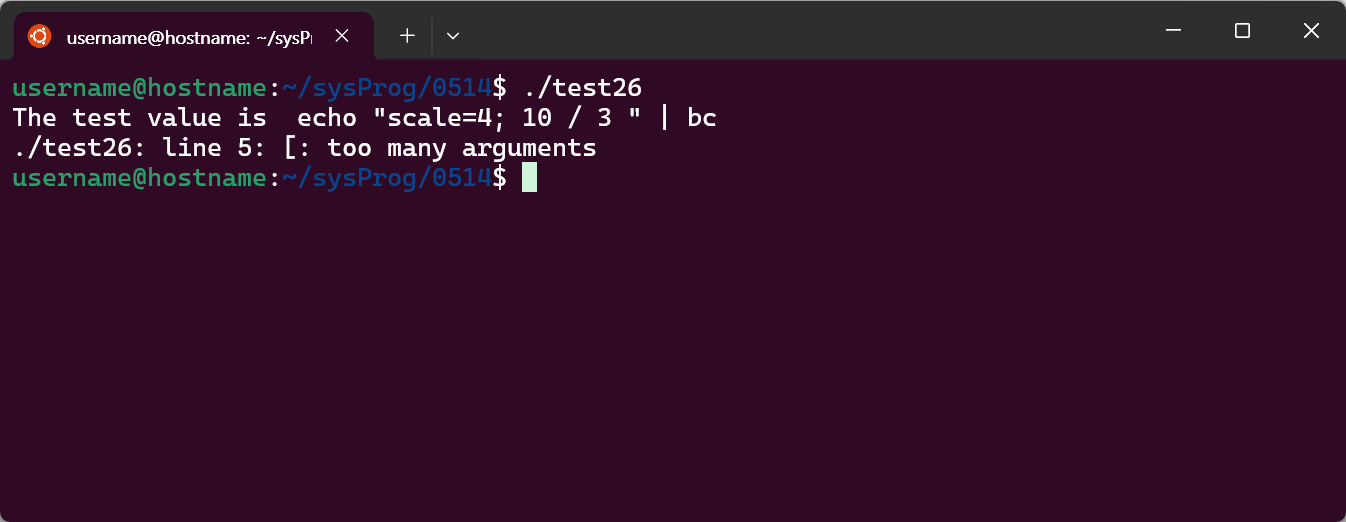 username@hostname: ~/sysPr
username@hostname:~/sysProg/0514$ ./test26
The test value is  echo "scale=4; 10 / 3 " | bc
./test26: line 5: [: too many arguments
username@hostname:~/sysProg/0514$